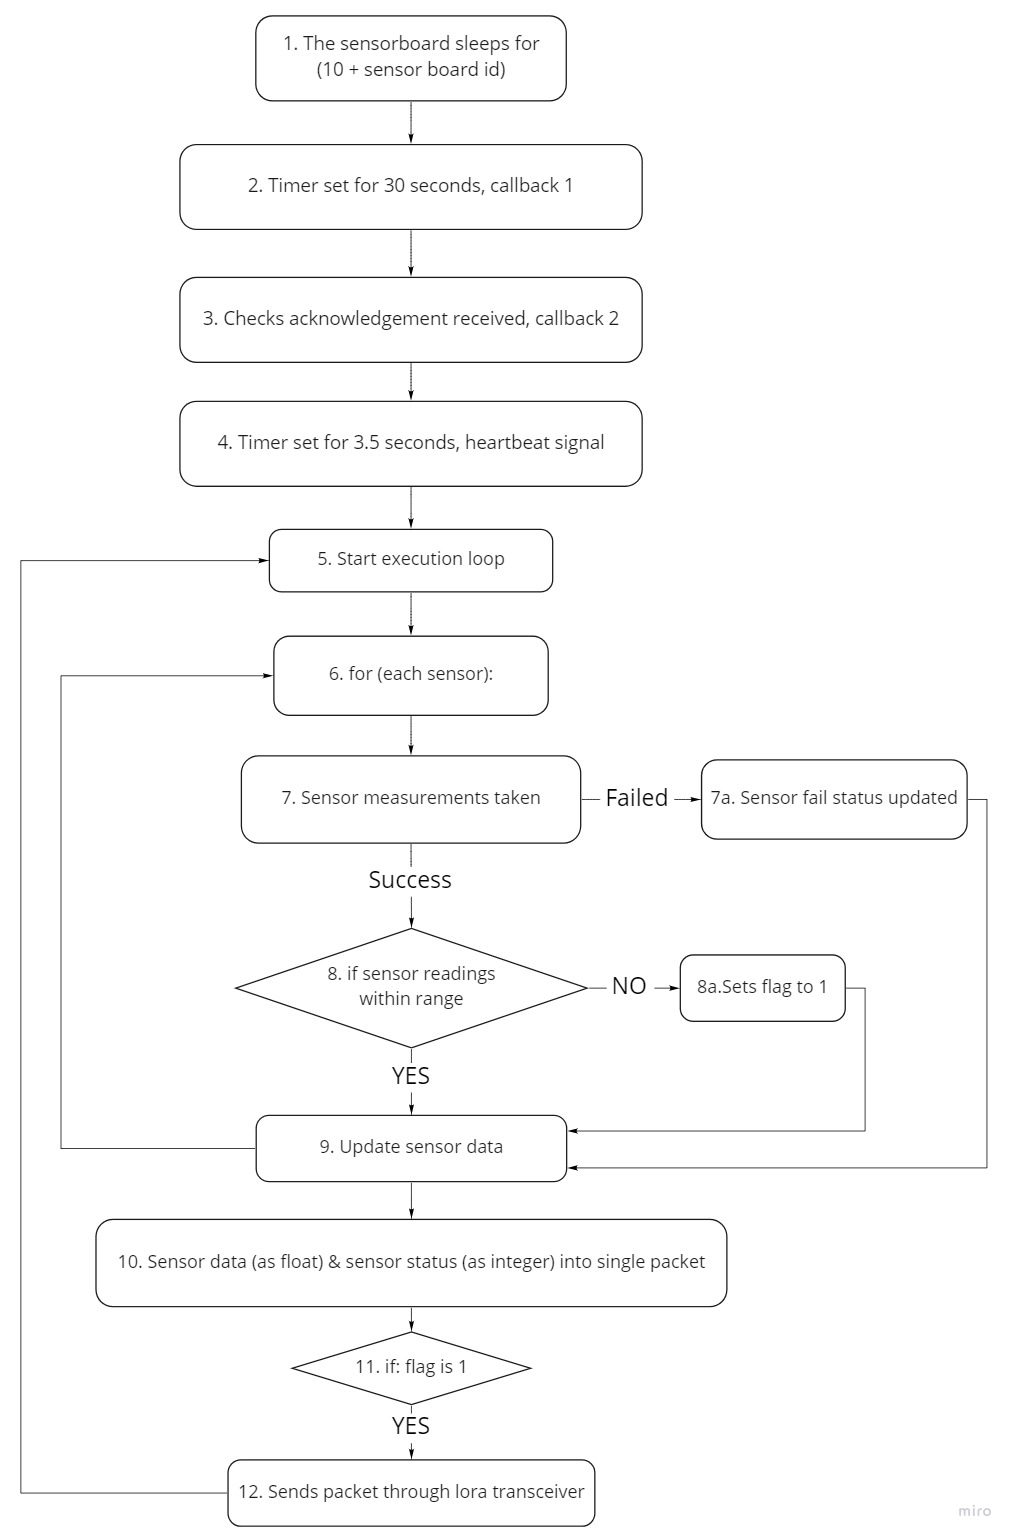 1. The sensorboard sleeps for
(10 + sensor board id)
2. Timer set for 30 seconds, callback 1
3. Checks acknowledgement received, callback 2
4. Timer set for 3.5 seconds, heartbeat signal
5. Start execution loop
6. for (each sensor):
7. Sensor measurements taken
Failed
7a. Sensor fail status updated
Success
8. if sensor readings
within range
NO
8a.Sets flag to 1
YES
9. Update sensor data
10. Sensor data (as float) & sensor status (as integer) into single packet
11. if: flag is 1
YES
12. Sends packet through lora transceiver
miro